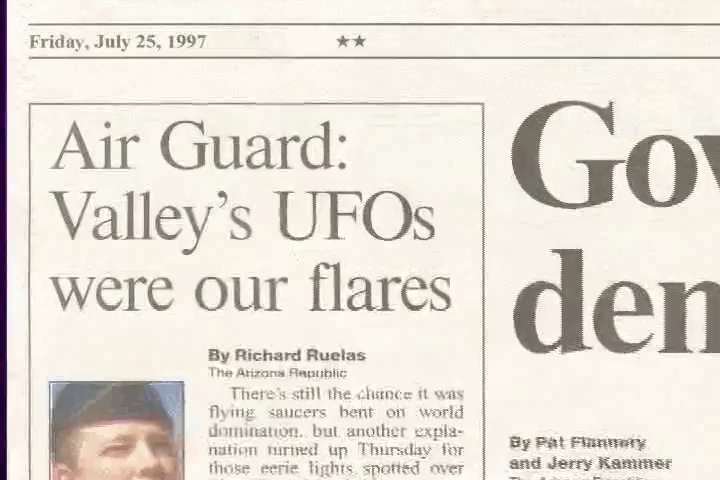 Friday, July 25, 1997
★★
Air Guard:
Valley's UFOs
were our flares
By Richard Ruelas
The Arizona Republic
There's still the chance it was
flying saucers bent on world
domination, but another expla-
nation turned up Thursday for
those eerie lights spotted over
Gov
den
By Pat Flannery
and Jerry Kammer